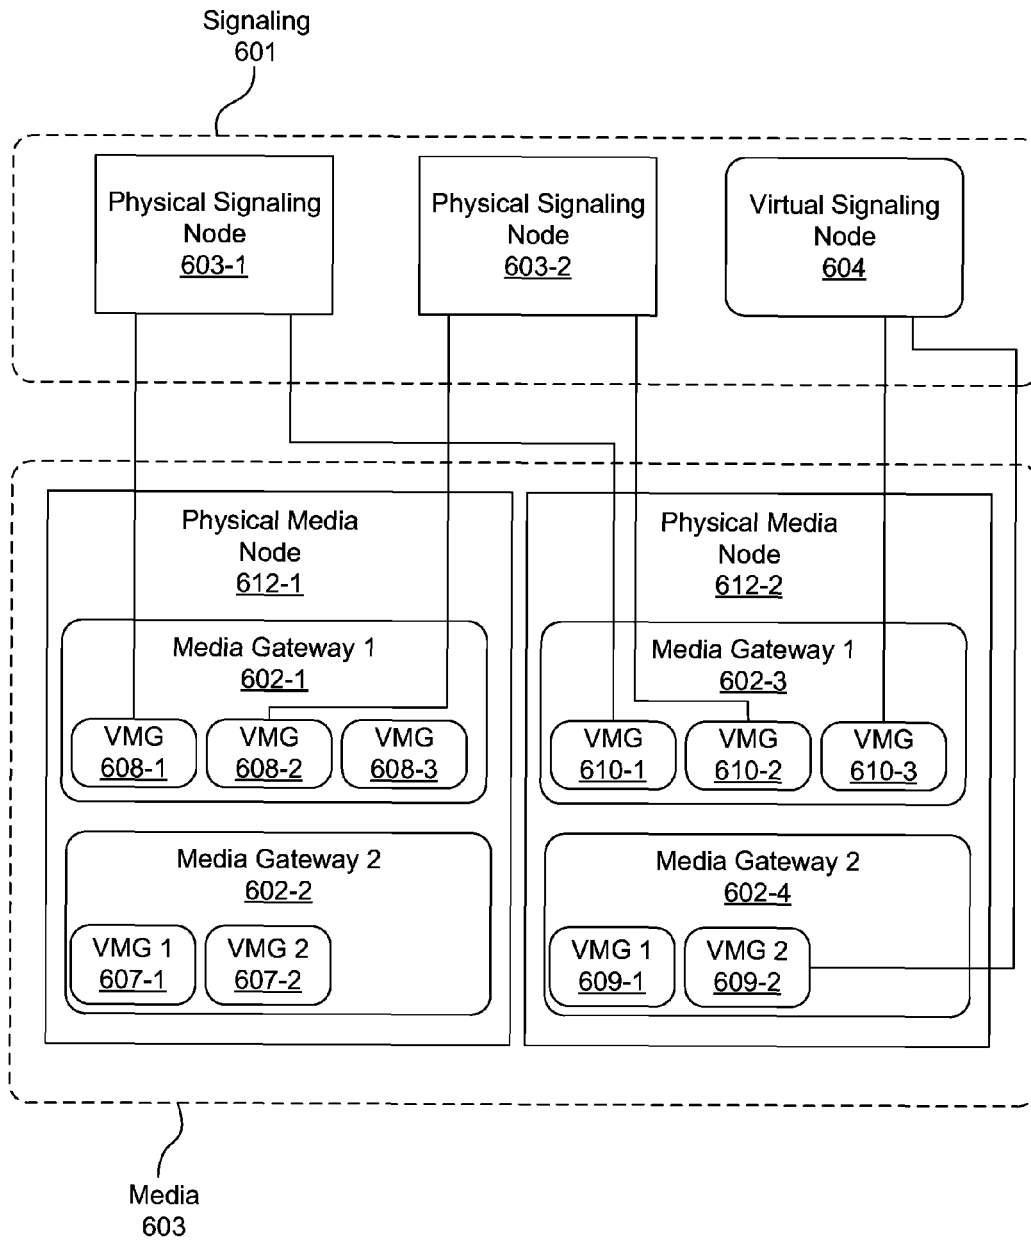 Signaling
601
Physical Signaling
Node
603-1
Physical Signaling
Node
603-2
Virtual Signaling
Node
604
Physical Media
Node
612-1
Physical Media
Node
612-2
Media Gateway 1
602-1
VMG
608-1
VMG
608-2
VMG
608-3
Media Gateway 1
602-3
VMG
610-1
VMG
610-2
VMG
610-3
Media Gateway 2
602-2
VMG 1
607-1
VMG 2
607-2
Media Gateway 2
602-4
VMG 1
609-1
VMG 2
609-2
Media
603